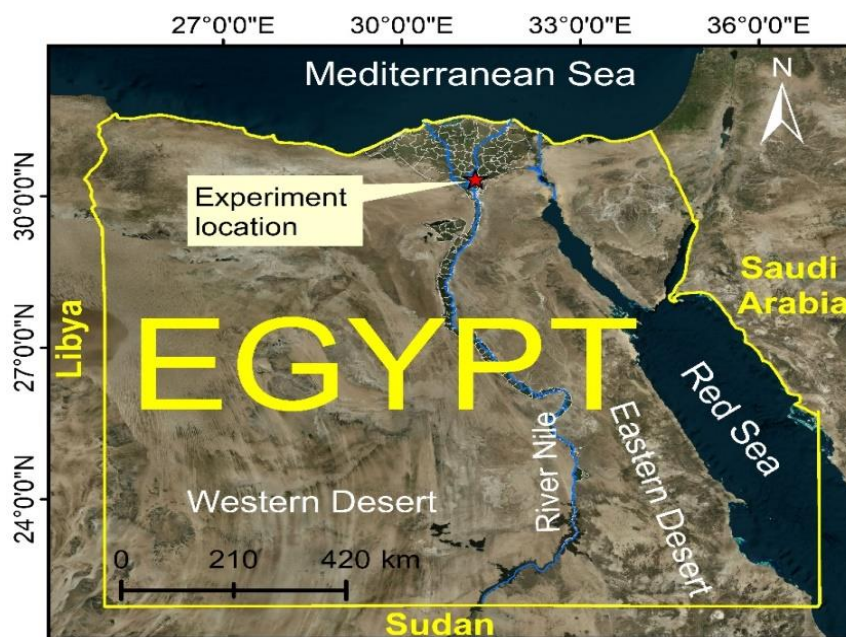 27°0'0"E 30°0'0"E 33°0'0"E 36°0'0"E
Mediterranean Sea
N
30°0'0"N
Experiment
location
Saudi
Arabia
Libya
27°0'0"N
EGYPT
Red Sea
River Nile
Eastern Desert
24°0'0"N
Western Desert
0 210 420 km
Sudan